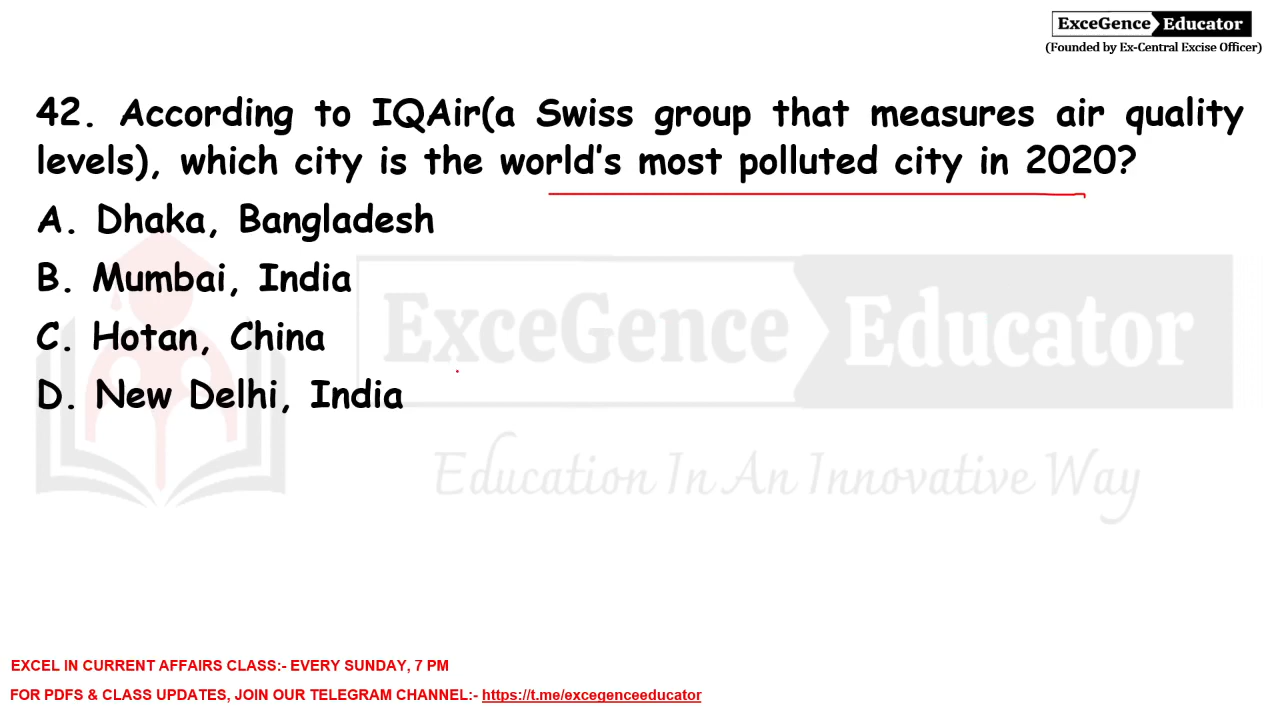 ExceGence Educator
(Founded by Ex-Central Excise Officer)
42. According to IQAir(a Swiss group that measures air quality
levels), which city is the world's most polluted city in 2020?
A. Dhaka, Bangladesh
B. Mumbai, India
C. Hotan, China
D. New Delhi, India
ExceGence Educator
Education In An Innovative Way
EXCEL IN CURRENT AFFAIRS CLASS:- EVERY SUNDAY, 7 PM
FOR PDFS & CLASS UPDATES, JOIN OUR TELEGRAM CHANNEL:- https://t.me/excegenceeducator